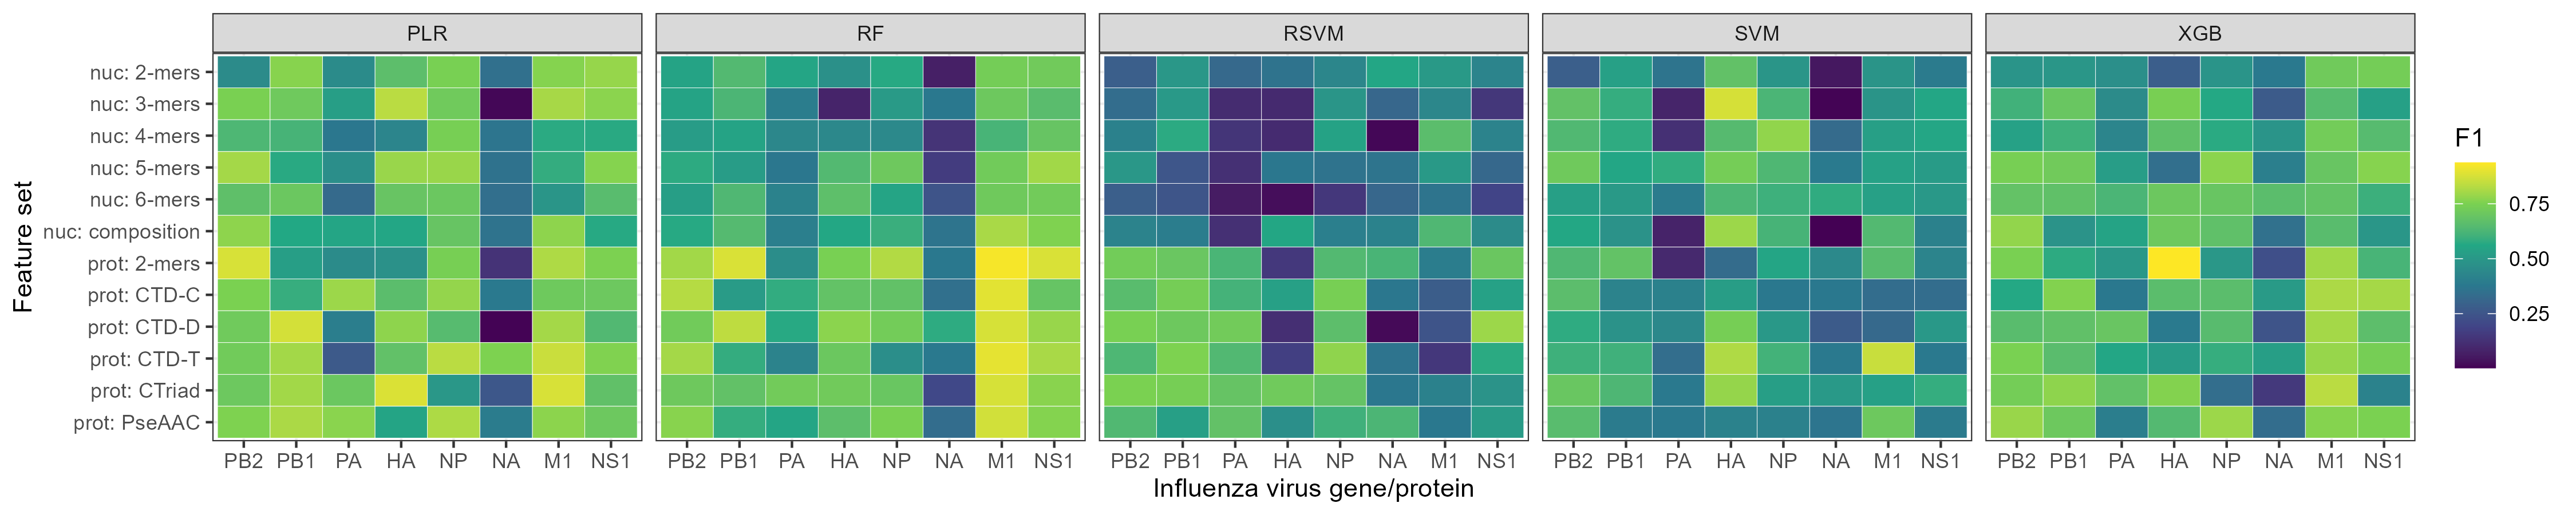 PLR RF RSVM SVM XGB
Feature set
nuc: 2-mers
nuc: 3-mers
nuc: 4-mers
nuc: 5-mers
nuc: 6-mers
nuc: composition
prot: 2-mers
prot: CTD-C
prot: CTD-D
prot: CTD-T
prot: CTriad
prot: PseAAC
PB2 PB1 PA HA NP NA M1 NS1 PB2 PB1 PA HA NP NA M1 NS1 PB2 PB1 PA HA NP NA M1 NS1 PB2 PB1 PA HA NP NA M1 NS1 PB2 PB1 PA HA NP NA M1 NS1
Influenza virus gene/protein
F1
0.75
0.50
0.25